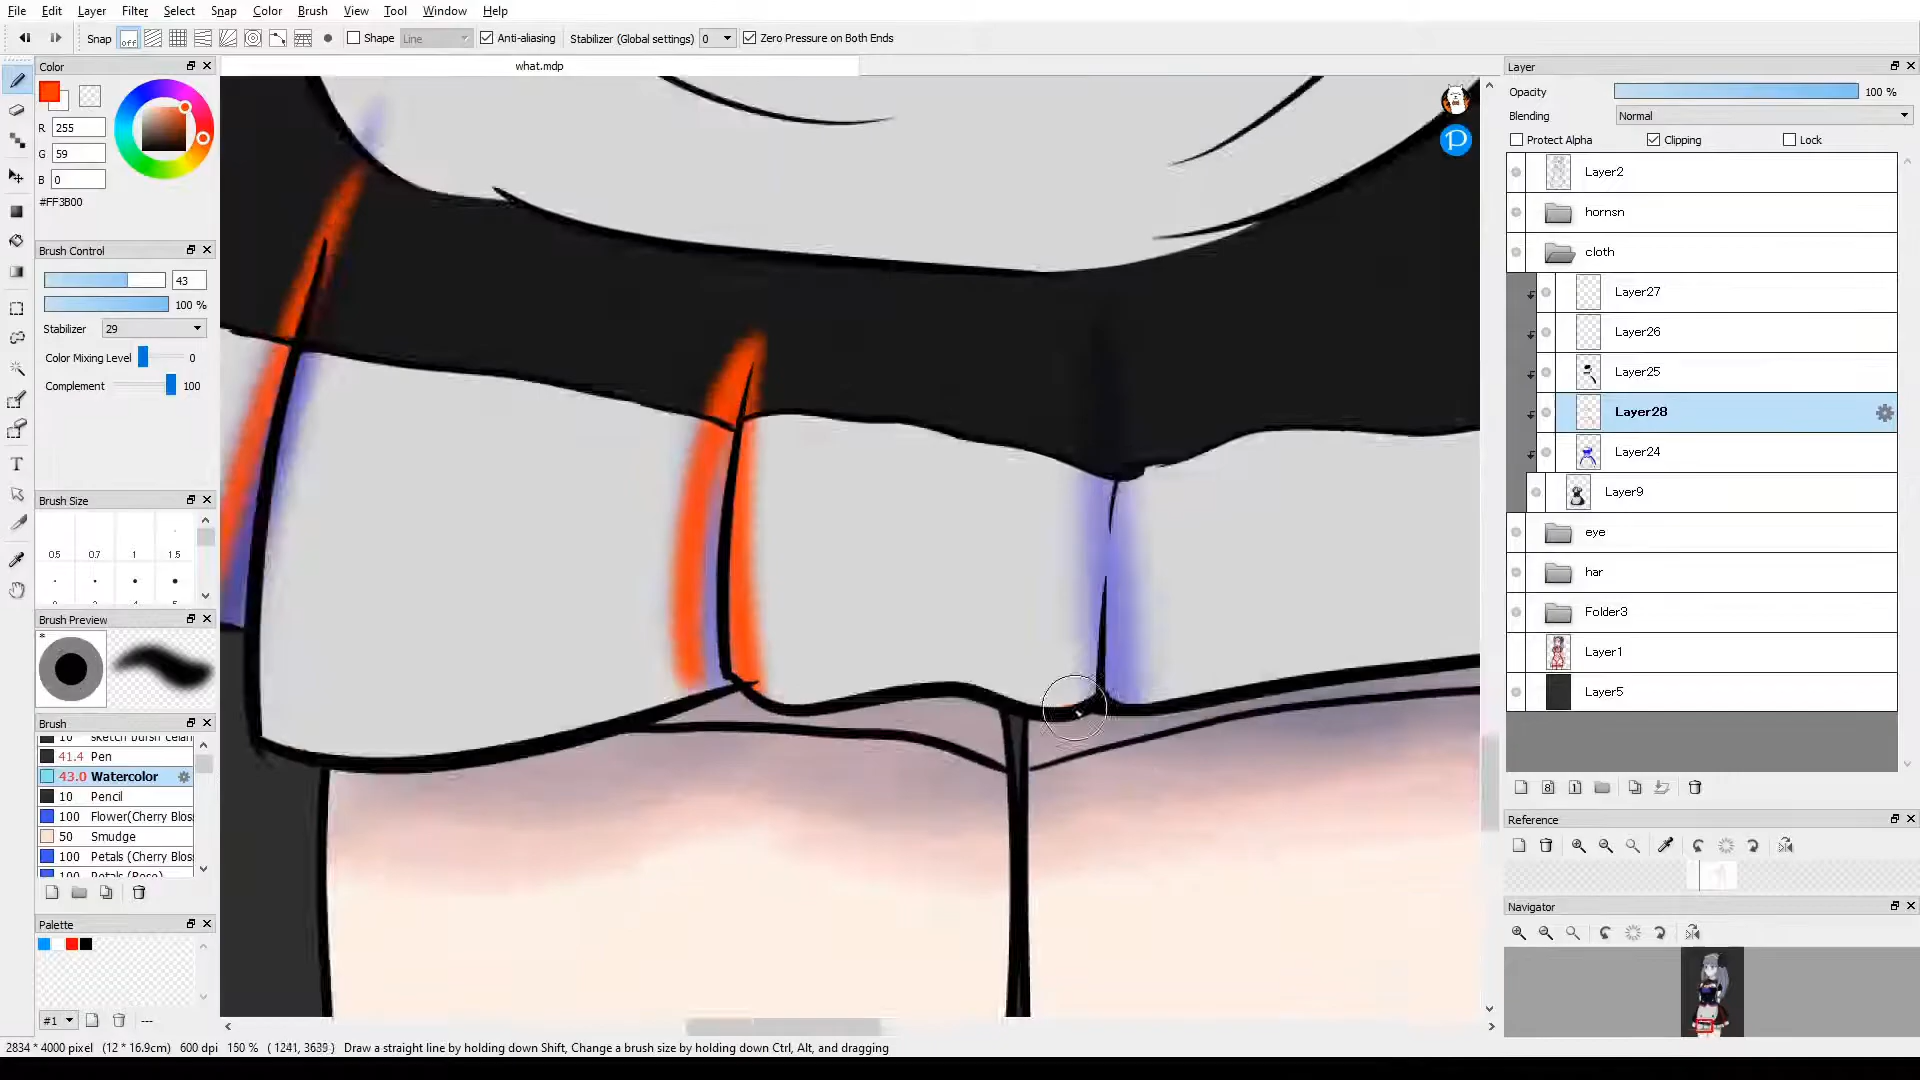 File Edit Layer Filter Select Snap Color Brush View Tool Window Help
Snap off Shape Line Anti-aliasing Stabilizer (Global settings) 0 Zero Pressure on Both Ends
Color
what.mdp
R 255
G 59
B 0
#FF3B00
Brush Control
43
100 %
Stabilizer 29
Color Mixing Level 0
Complement 100
Brush Size
0.5 0.7 1 1.5
Brush Preview
*
Brush
41.4 Pen
43.0 Watercolor
10 Pencil
100 Flower(Cherry Blos
50 Smudge
100 Petals (Cherry Blos
100 Petals (Rose)
Palette
#1 ---
Layer
Opacity 100 %
Blending Normal
Protect Alpha Clipping Lock
Layer2
hornsn
cloth
Layer27
Layer26
Layer25
Layer28
Layer24
Layer9
eye
har
Folder3
Layer1
Layer5
8 1
Reference
Navigator
2834 * 4000 pixel (12 * 16.9cm) 600 dpi 150 % ( 1241, 3639 ) Draw a straight line by holding down Shift, Change a brush size by holding down Ctrl, Alt, and dragging